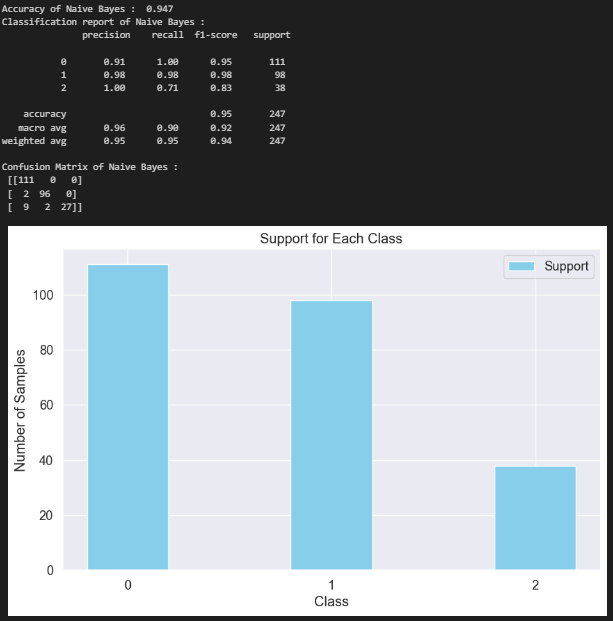 Accuracy of Naive Bayes :  0.947
Classification report of Naive Bayes :
precision    recall  f1-score   support
0       0.91      1.00      0.95       111
1       0.98      0.98      0.98        98
2       1.00      0.71      0.83        38
accuracy                           0.95       247
macro avg       0.96      0.90      0.92       247
weighted avg       0.95      0.95      0.94       247
Confusion Matrix of Naive Bayes :
[[111   0   0]
[  2  96   0]
[  9   2  27]]
Support for Each Class
Support
100
80
60
40
20
0
Number of Samples
0 1 2
Class